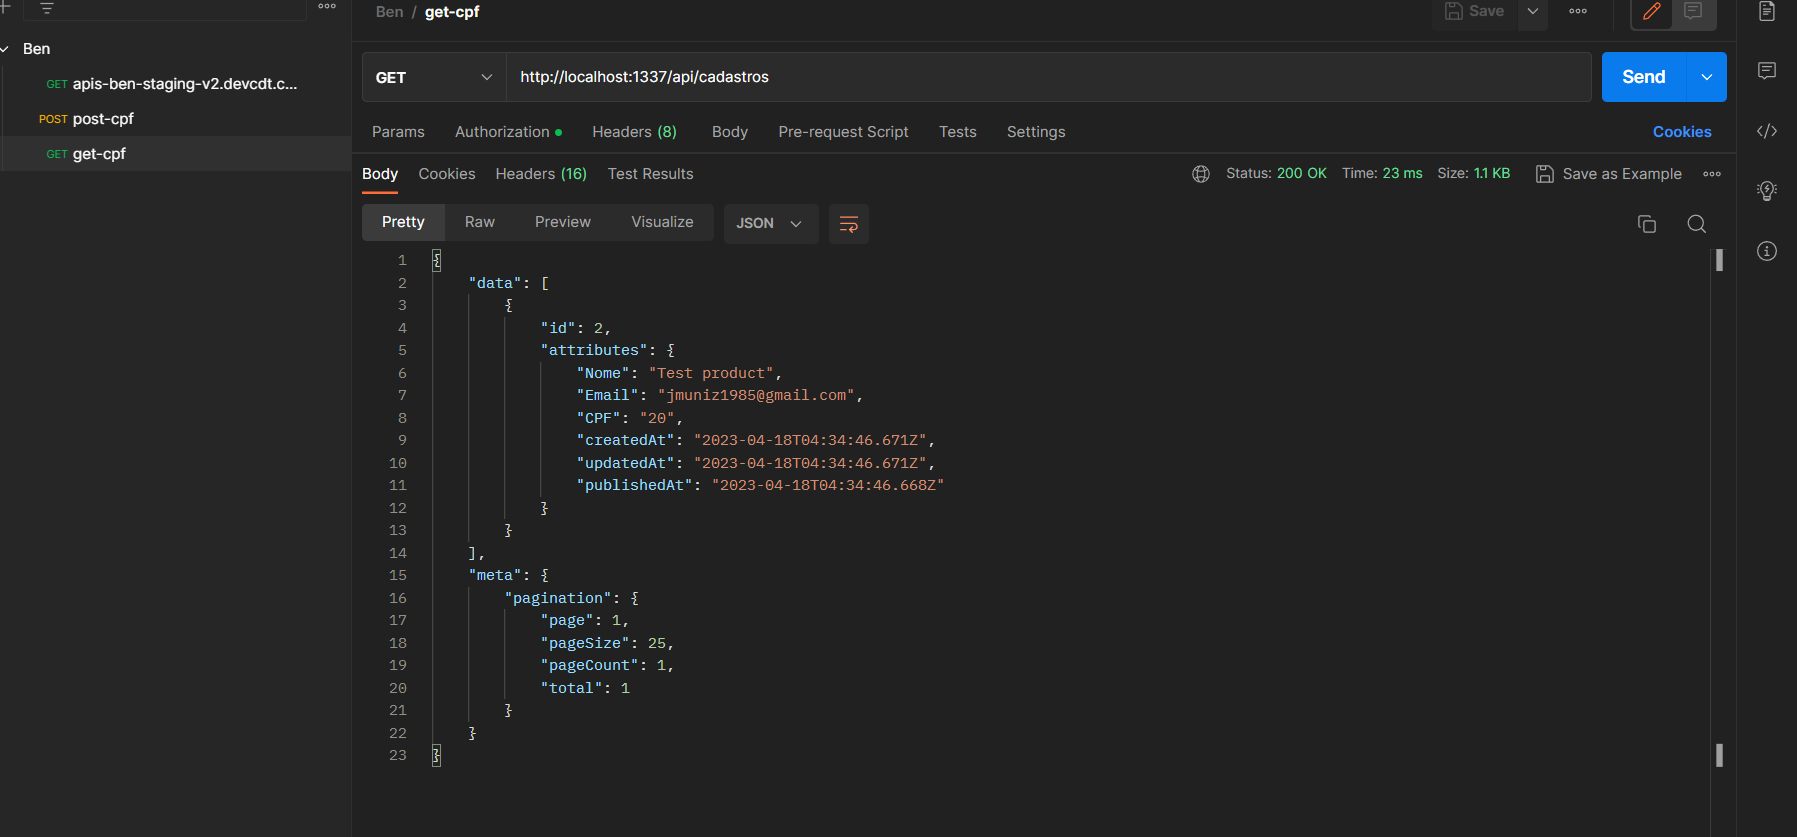 Ben / get-cpf
Save
Ben
GET apis-ben-staging-v2.devcdt.c...
POST post-cpf
GET get-cpf
GET http://localhost:1337/api/cadastros Send
Params Authorization Headers (8) Body Pre-request Script Tests Settings Cookies
Body Cookies Headers (16) Test Results Status: 200 OK Time: 23 ms Size: 1.1 KB Save as Example
Pretty Raw Preview Visualize JSON
1 {
2 "data": [
3 {
4 "id": 2,
5 "attributes": {
6 "Nome": "Test product",
7 "Email": "jmuniz1985@gmail.com",
8 "CPF": "20",
9 "createdAt": "2023-04-18T04:34:46.671Z",
10 "updatedAt": "2023-04-18T04:34:46.671Z",
11 "publishedAt": "2023-04-18T04:34:46.668Z"
12 }
13 }
14 ],
15 "meta": {
16 "pagination": {
17 "page": 1,
18 "pageSize": 25,
19 "pageCount": 1,
20 "total": 1
21 }
22 }
23 }